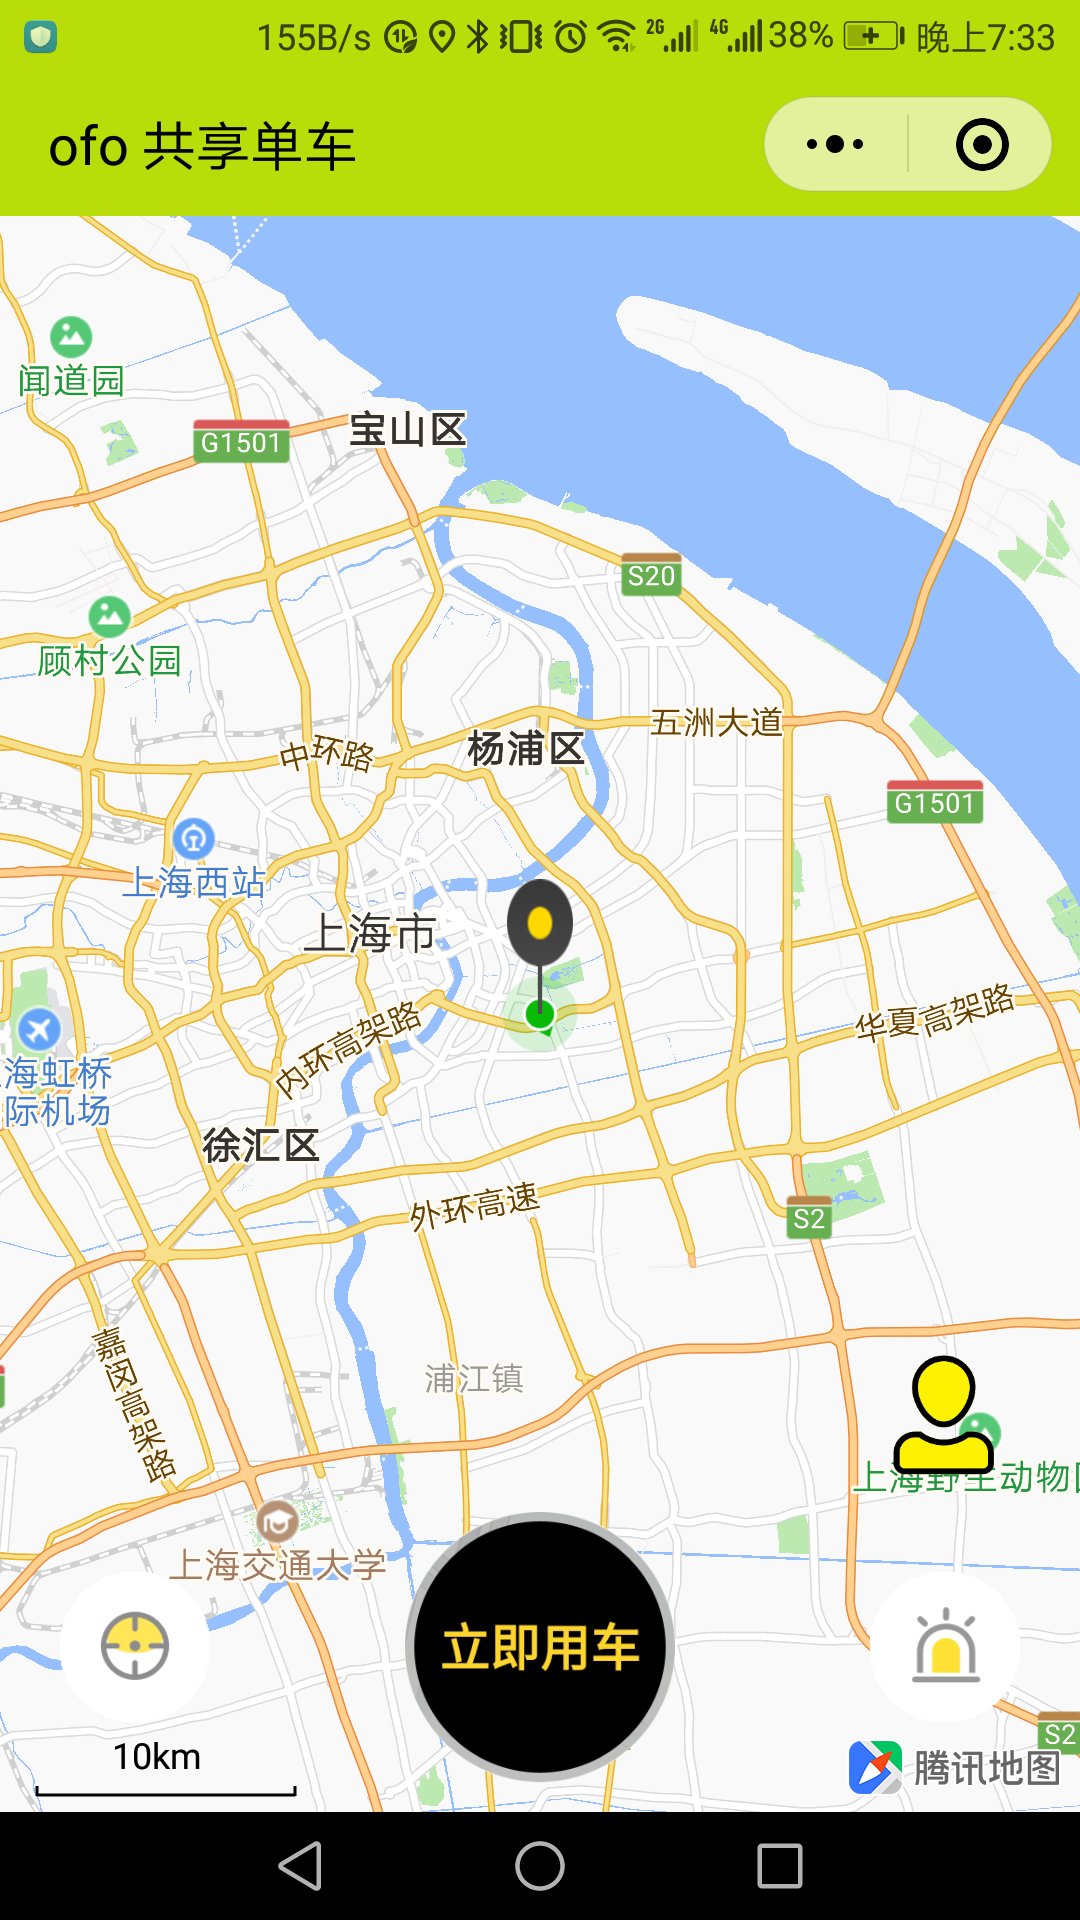 155B/s 2G 4G 38% 晚上7:33
ofo 共享单车
闻道园
G1501
宝山区
S20
顾村公园
五洲大道
杨浦区
中环路
G1501
上海西站
上海市
华夏高架路
内环高架路
海虹桥
际机场
徐汇区
外环高速
S2
嘉闵高架路
浦江镇
上海野生动物
上海交通大学
立即用车
S2
10km
腾讯地图